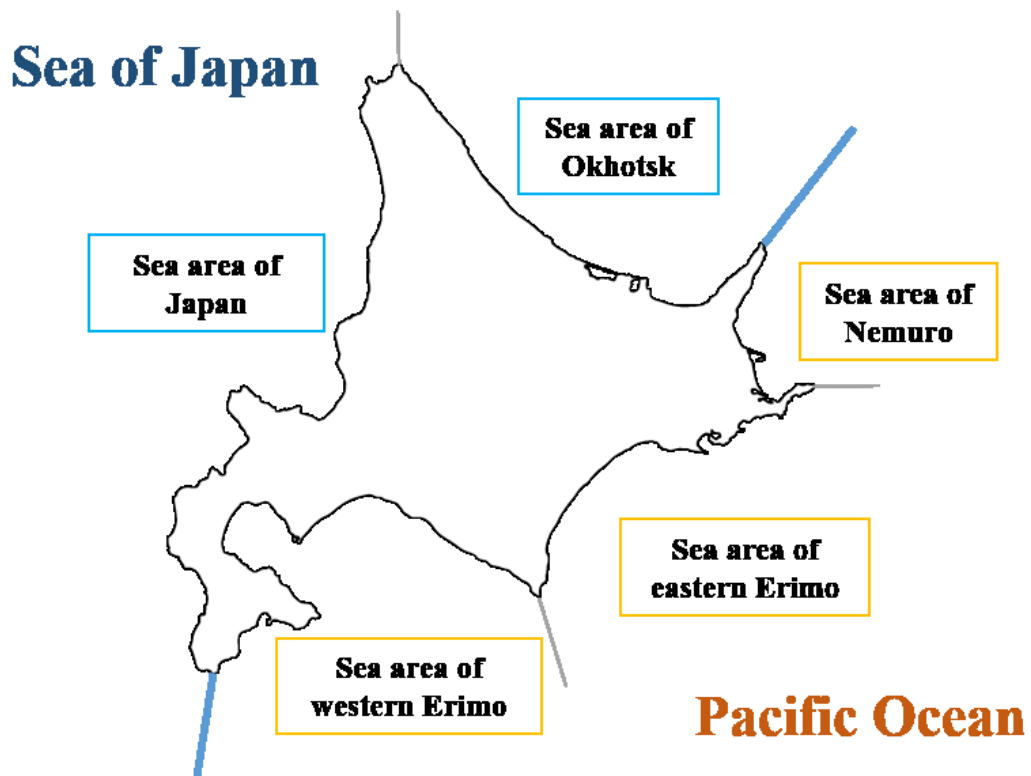 Sea of Japan
Sea area of
Okhotsk
Sea area of
Japan
Sea area of
Nemuro
Sea area of
eastern Erimo
Sea area of
western Erimo
Pacific Ocean